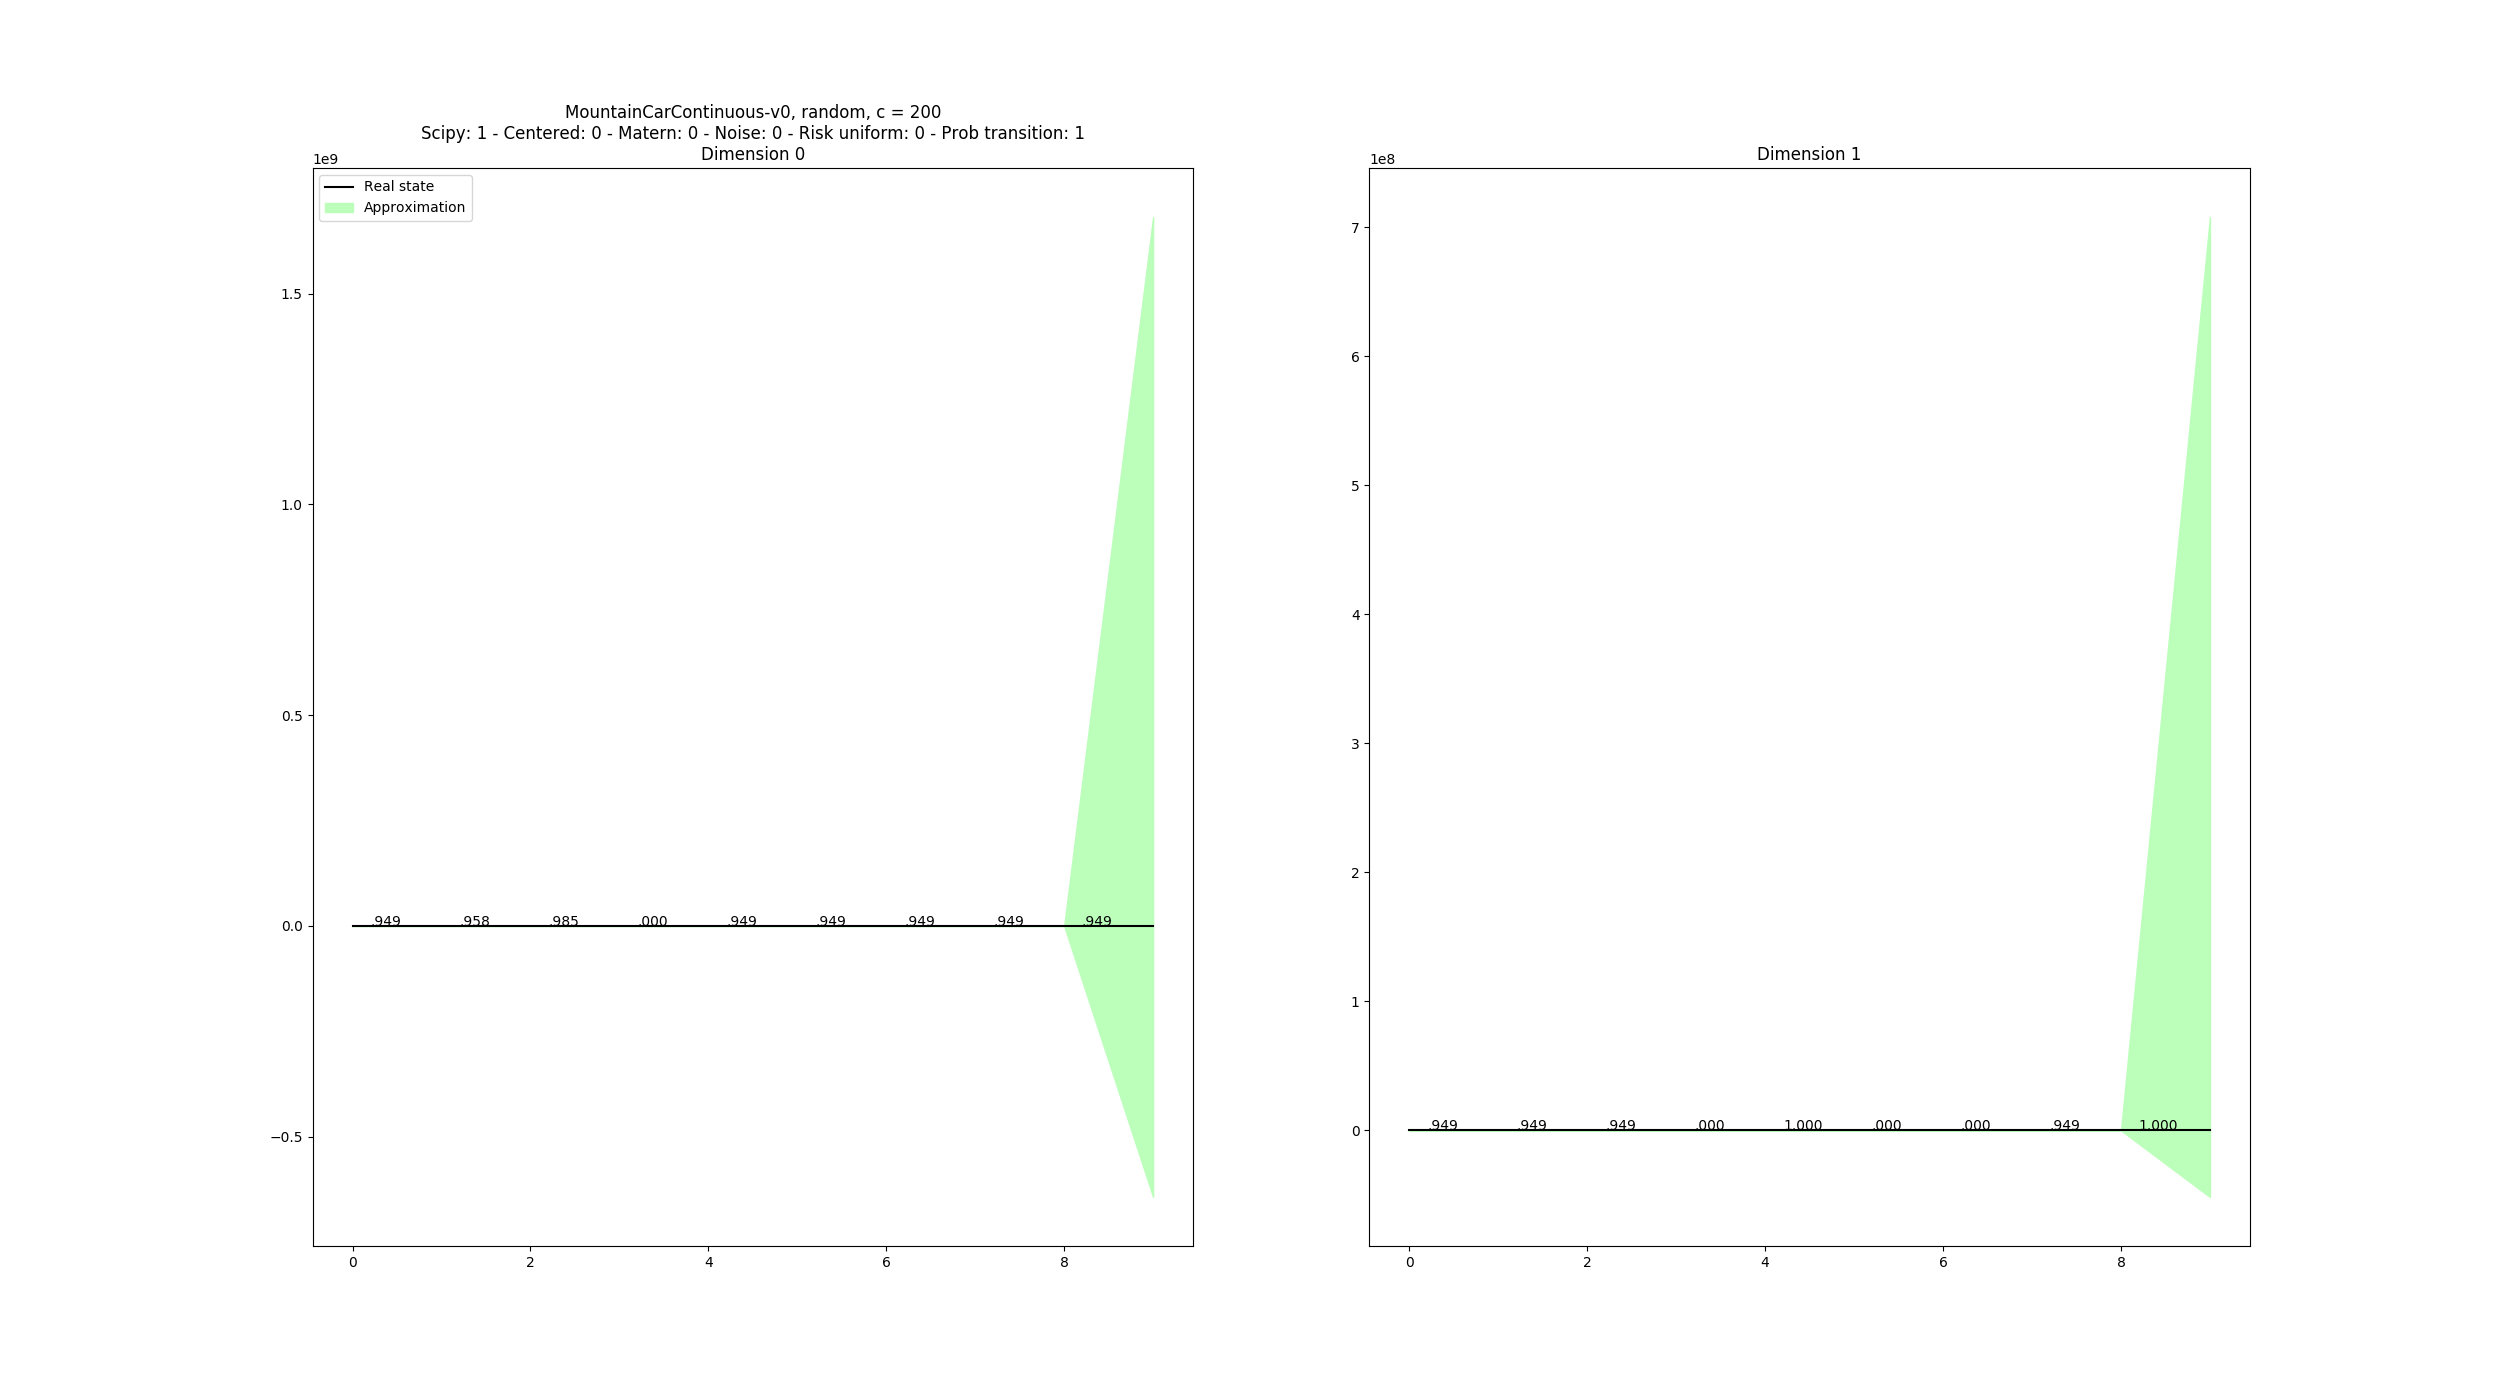 MountainCarContinuous-v0, random, c = 200
Scipy: 1 - Centered: 0 - Matern: 0 - Noise: 0 - Risk uniform: 0 - Prob transition: 1
Dimension 0
1e9
Real state
Approximation
1.5
1.0
0.5
0.0
−0.5
.949 .958 .985 .000 .949 .949 .949 .949 .949
0 2 4 6 8
Dimension 1
1e8
7
6
5
4
3
2
1
0
.949 .949 .949 .000 1.000 .000 .000 .949 1.000
0 2 4 6 8